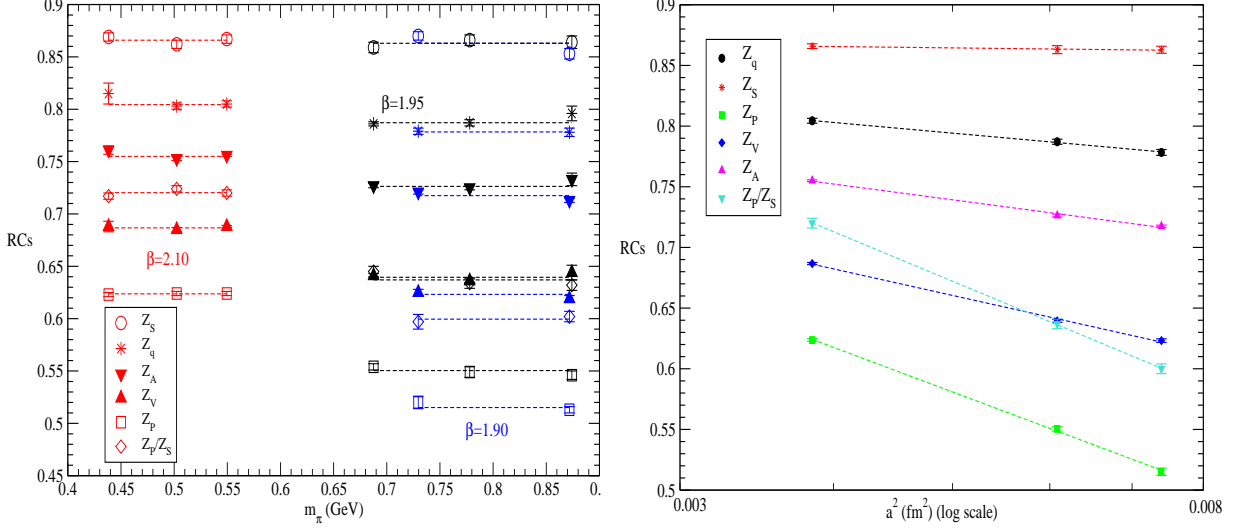 0.9
0.85
0.8
0.75
0.7
RCs
0.65
0.6
0.55
0.5
0.45
β=1.95
β=2.10
β=1.90
Z_S
Z_q
Z_A
Z_V
Z_P
Z_P/Z_S
0.4 0.45 0.5 0.55 0.6 0.65 0.7 0.75 0.8 0.85 0.
m_π (GeV)
0.9
0.85
0.8
0.75
0.7
RCs
0.65
0.6
0.55
0.5
Z_q
Z_S
Z_P
Z_V
Z_A
Z_P/Z_S
0.003 0.008
a² (fm²) (log scale)